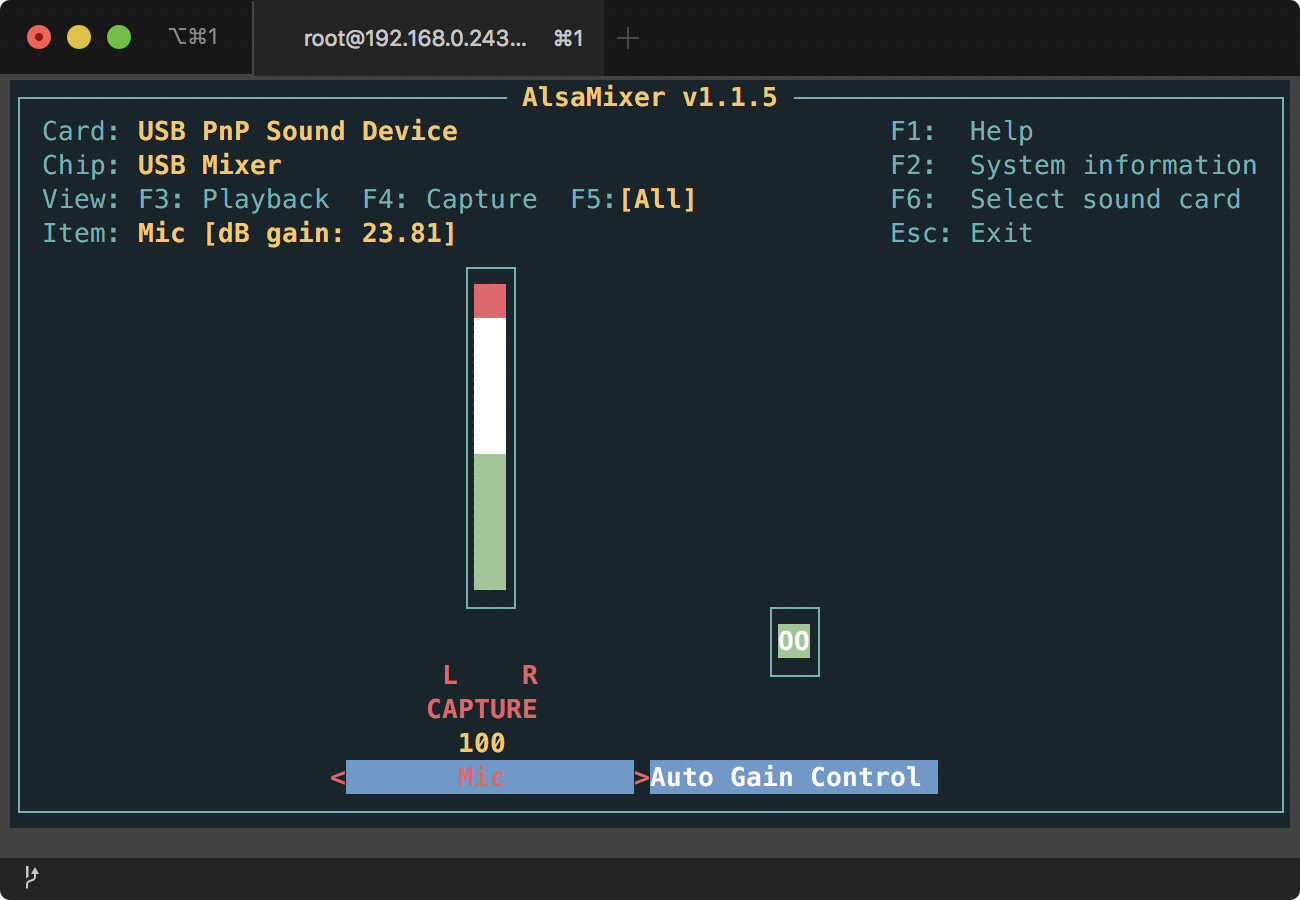 ⌥⌘1 root@192.168.0.243... ⌘1
AlsaMixer v1.1.5
Card: USB PnP Sound Device F1: Help
Chip: USB Mixer F2: System information
View: F3: Playback F4: Capture F5:[All] F6: Select sound card
Item: Mic [dB gain: 23.81] Esc: Exit
OO
L R
CAPTURE
100
< Mic >Auto Gain Control